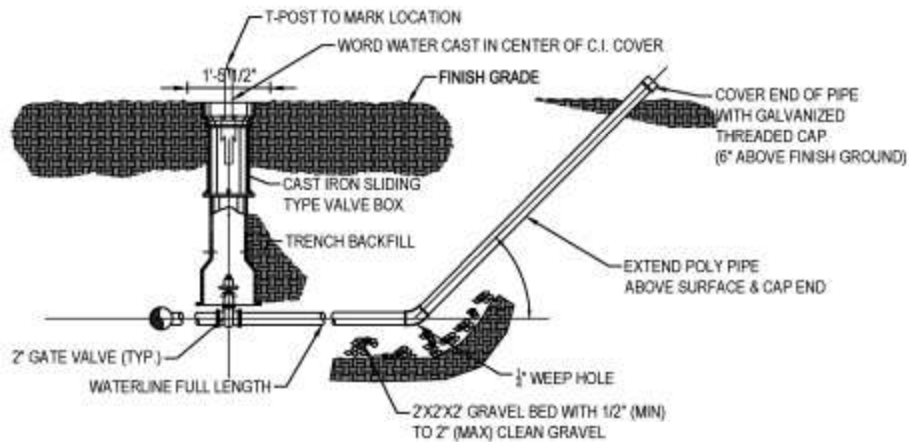 T-POST TO MARK LOCATION
WORD WATER CAST IN CENTER OF C.I. COVER
1'-5 1/2"
FINISH GRADE
COVER END OF PIPE
WITH GALVANIZED
THREADED CAP
(6" ABOVE FINISH GROUND)
CAST IRON SLIDING
TYPE VALVE BOX
TRENCH BACKFILL
EXTEND POLY PIPE
ABOVE SURFACE & CAP END
2" GATE VALVE (TYP.)
WATERLINE FULL LENGTH
WEEP HOLE
2'X2'X2' GRAVEL BED WITH 1/2" (MIN)
TO 2" (MAX) CLEAN GRAVEL